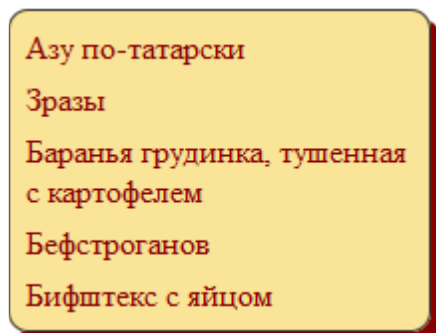 Азу по-татарски
Зразы
Баранья грудинка, тушенная
с картофелем
Бефстроганов
Бифштекс с яйцом